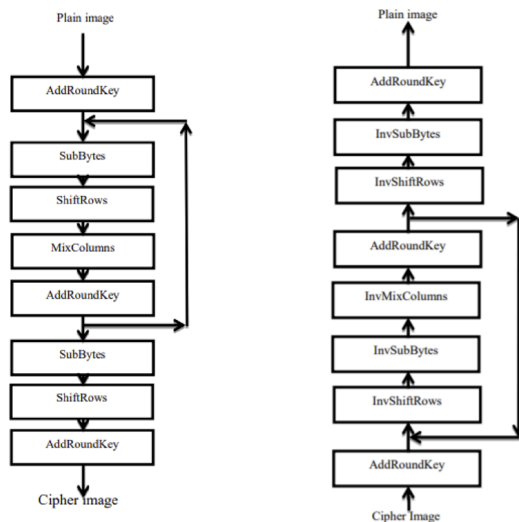 Plain image
AddRoundKey
SubBytes
ShiftRows
MixColumns
AddRoundKey
SubBytes
ShiftRows
AddRoundKey
Cipher image
Plain image
AddRoundKey
InvSubBytes
InvShiftRows
AddRoundKey
InvMixColumns
InvSubBytes
InvShiftRows
AddRoundKey
Cipher Image